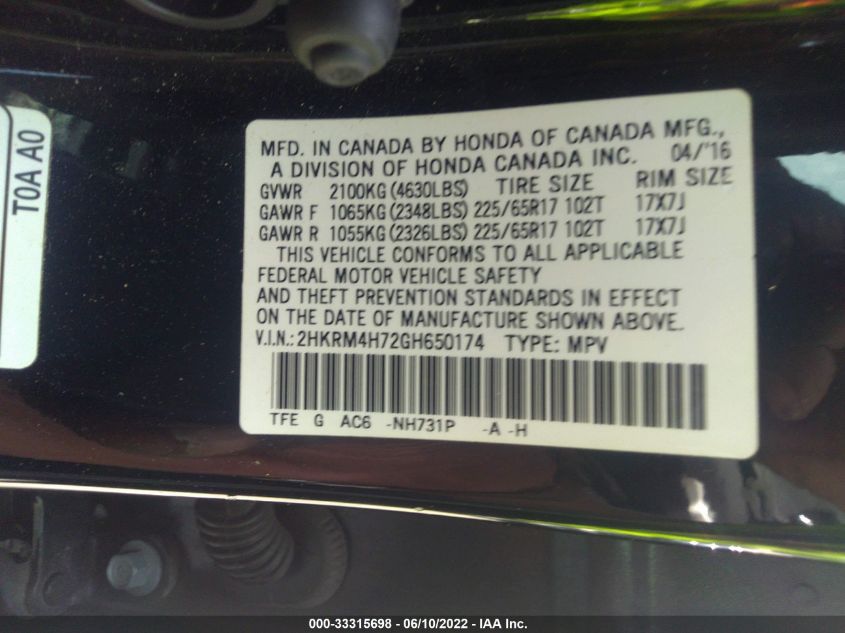 T0A A0
MFD. IN CANADA BY HONDA OF CANADA MFG.,
A DIVISION OF HONDA CANADA INC. 04/'16
GVWR 2100KG (4630LBS) TIRE SIZE RIM SIZE
GAWR F 1065KG (2348LBS) 225/65R17 102T 17X7J
GAWR R 1055KG (2326LBS) 225/65R17 102T 17X7J
THIS VEHICLE CONFORMS TO ALL APPLICABLE
FEDERAL MOTOR VEHICLE SAFETY
AND THEFT PREVENTION STANDARDS IN EFFECT
ON THE DATE OF MANUFACTURE SHOWN ABOVE.
V.I.N.: 2HKRM4H72GH650174 TYPE: MPV
TFE G AC6 -NH731P -A -H
000-33315698 - 06/10/2022 - IAA Inc.